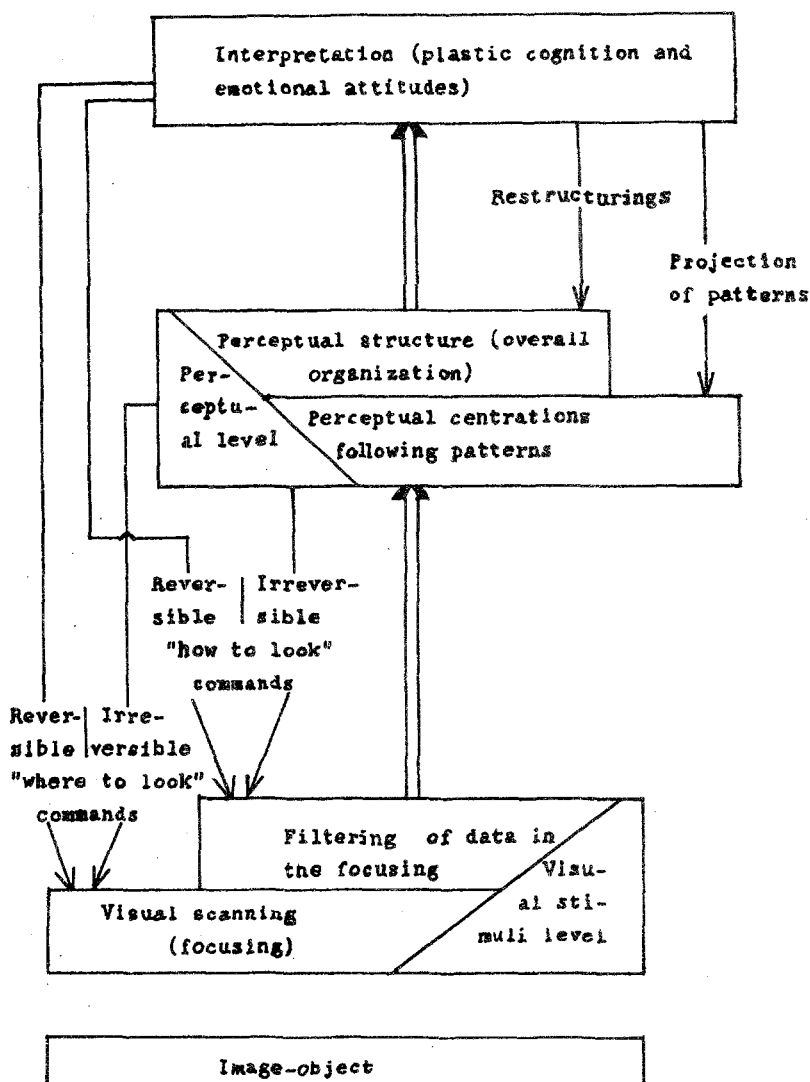 Interpretation (plastic cognition and
emotional attitudes)
Restructurings
Projection
of patterns
Perceptual structure (overall
organization)
Per-
ceptu-
al level
Perceptual centrations
following patterns
Rever- | Irrever-
sible | sible
"how to look"
commands
Rever- | Irre-
sible | versible
"where to look"
commands
Filtering of data in
the focusing
Visu-
al sti-
muli level
Visual scanning
(focusing)
Image-object